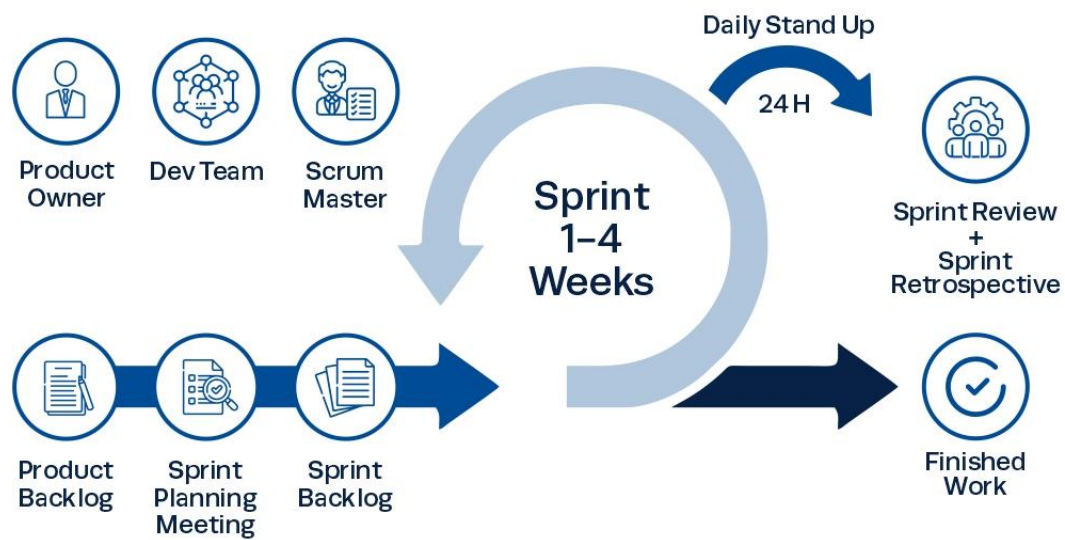 Daily Stand Up
24 H
Product
Owner
Dev Team
Scrum
Master
Sprint
1–4
Weeks
Sprint Review
+
Sprint
Retrospective
Product
Backlog
Sprint
Planning
Meeting
Sprint
Backlog
Finished
Work